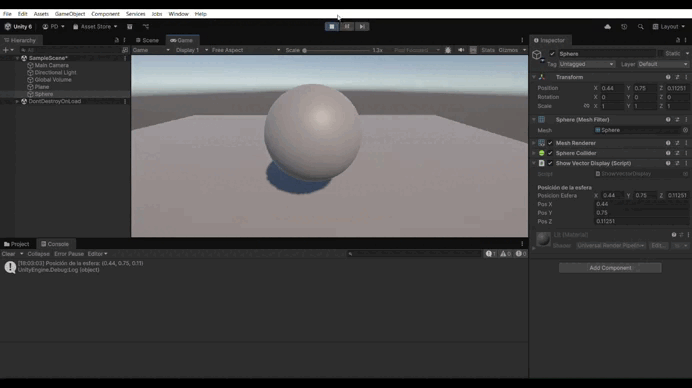 File Edit Assets GameObject Component Services Jobs Window Help
Unity 6 PD Asset Store Layout
Hierarchy Scene Game Inspector
All Game Display 1 Free Aspect Scale 1.3x Play Focused Stats Gizmos Sphere Static
SampleScene* Tag Untagged Layer Default
Main Camera
Directional Light Transform
Global Volume Position X 0.44 Y 0.75 Z 0.11251
Plane Rotation X 0 Y 0 Z 0
Sphere Scale X 1 Y 1 Z 1
DontDestroyOnLoad
Sphere (Mesh Filter)
Mesh Sphere
Mesh Renderer
Sphere Collider
Show Vector Display (Script)
Script
Posición de la esfera
Posicion Esfera X 0.44 Y 0.75 Z 0.11251
Pos X 0.44
Pos Y 0.75
Pos Z 0.11251
Lit (Material)
Shader Universal Render Pipeline Edit...
Project Console
Clear Collapse Error Pause Editor 1 0 0
[18:03:03] Posición de la esfera: (0.44, 0.75, 0.11)
UnityEngine.Debug:Log (object)
Add Component